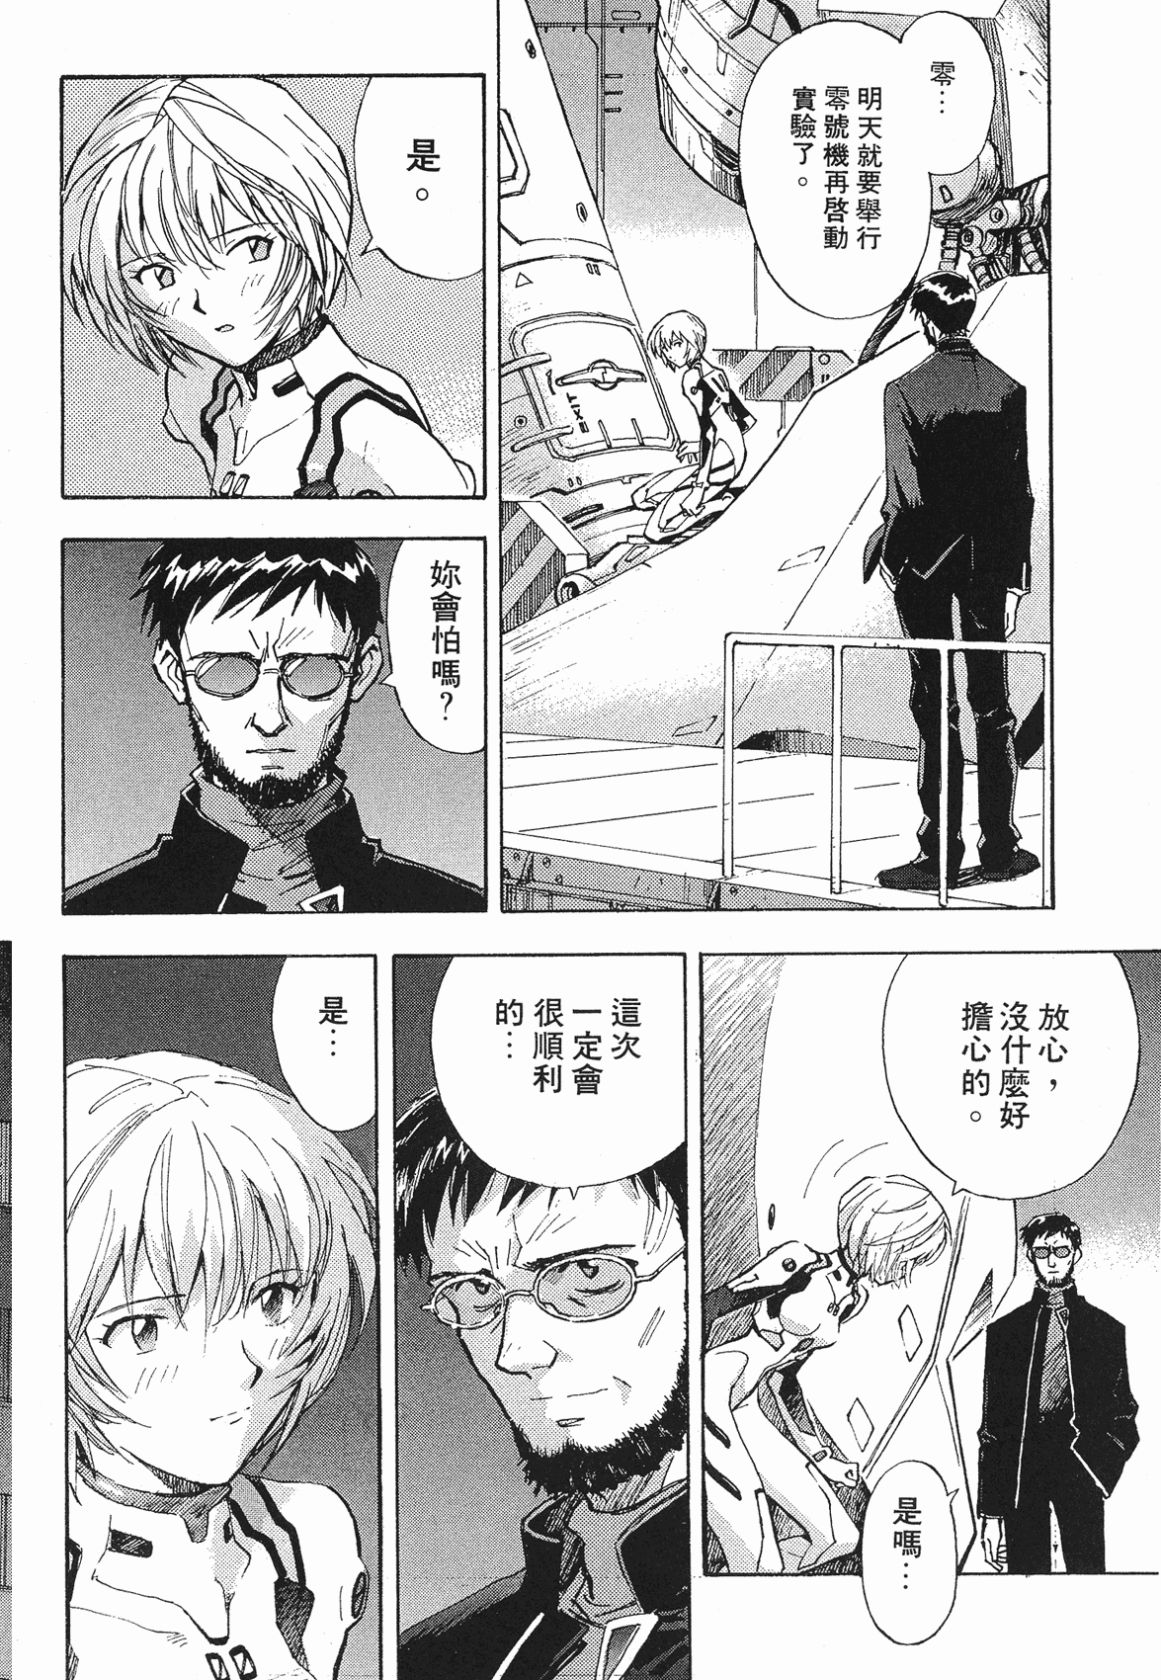 零…
明天就要舉行
零號機再啓動
實驗了。
EXIT
是。
妳會怕嗎?
放心，
沒什麼好
擔心的。
是嗎…
這次
一定會
很順利
的…
是…